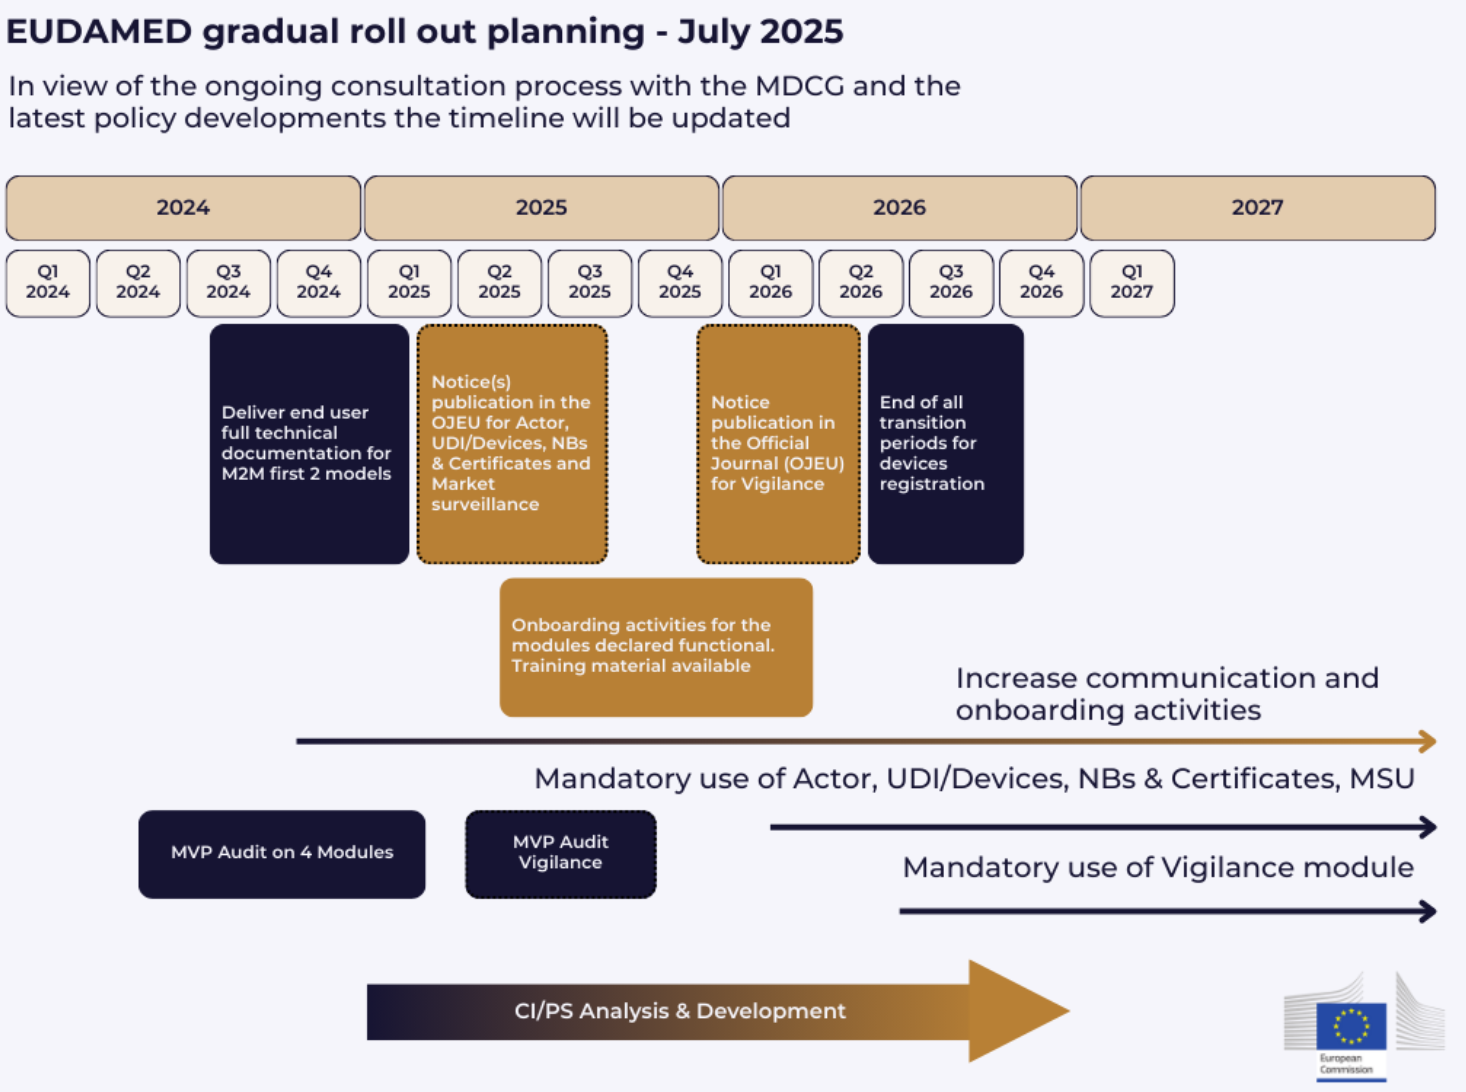 EUDAMED gradual roll out planning - July 2025
In view of the ongoing consultation process with the MDCG and the
latest policy developments the timeline will be updated
2024
2025
2026
2027
Q1
2024
Q2
2024
Q3
2024
Q4
2024
Q1
2025
Q2
2025
Q3
2025
Q4
2025
Q1
2026
Q2
2026
Q3
2026
Q4
2026
Q1
2027
Deliver end user
full technical
documentation for
M2M first 2 models
Notice(s)
publication in the
OJEU for Actor,
UDI/Devices, NBs
& Certificates and
Market
surveillance
Notice
publication in
the Official
Journal (OJEU)
for Vigilance
End of all
transition
periods for
devices
registration
Onboarding activities for the
modules declared functional.
Training material available
Increase communication and
onboarding activities
Mandatory use of Actor, UDI/Devices, NBs & Certificates, MSU
MVP Audit on 4 Modules
MVP Audit
Vigilance
Mandatory use of Vigilance module
CI/PS Analysis & Development
European
Commission